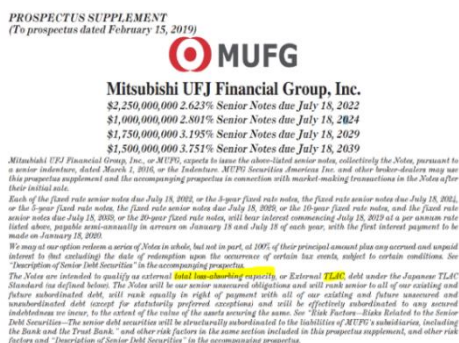 PROSPECTUS SUPPLEMENT
(To prospectus dated February 15, 2019)
MUFG
Mitsubishi UFJ Financial Group, Inc.
$2,250,000,000 2.623% Senior Notes due July 18, 2022
$1,000,000,000 2.801% Senior Notes due July 18, 2024
$1,750,000,000 3.195% Senior Notes due July 18, 2029
$1,500,000,000 3.751% Senior Notes due July 18, 2039
Mitsubishi UFJ Financial Group, Inc., or MUFG, expects to issue the above-listed senior notes, collectively the Notes, pursuant to
a senior indenture, dated March 1, 2016, or the Indenture. MUFG Securities Americas Inc. and other broker-dealers may use
this prospectus supplement and the accompanying prospectus in connection with market-making transactions in the Notes after
their initial sale.
Each of the fixed rate senior notes due July 18, 2022, or the 3-year fixed rate notes, the fixed rate senior notes due July 18, 2024,
or the 5-year fixed rate notes, the fixed rate senior notes due July 18, 2029, or the 10-year fixed rate notes, and the fixed rate
senior notes due July 18, 2039, or the 20-year fixed rate notes, will bear interest commencing July 18, 2019 at a per annum rate
listed above, payable semi-annually in arrears on January 18 and July 18 of each year, with the first interest payment to be
made on January 18, 2020.
We may at our option redeem a series of Notes in whole, but not in part, at 100% of their principal amount plus any accrued and unpaid
interest to (but excluding) the date of redemption upon the occurrence of certain tax events, subject to certain conditions. See
"Description of Senior Debt Securities" in the accompanying prospectus.
The Notes are intended to qualify as external total loss-absorbing capacity, or External TLAC, debt under the Japanese TLAC
Standard (as defined below). The Notes will be our senior unsecured obligations and will rank senior to all of our existing and
future subordinated debt, will rank equally in right of payment with all of our existing and future unsecured and
unsubordinated debt (except for statutorily preferred exceptions) and will be effectively subordinated to any secured
indebtedness we incur, to the extent of the value of the assets securing the same. See "Risk Factors—Risks Related to the Senior
Debt Securities—The senior debt securities will be structurally subordinated to the liabilities of MUFG's subsidiaries, including
the Bank and the Trust Bank," and other risk factors in the same section included in this prospectus supplement, and other risk
factors and "Description of Senior Debt Securities" in the accompanying prospectus.